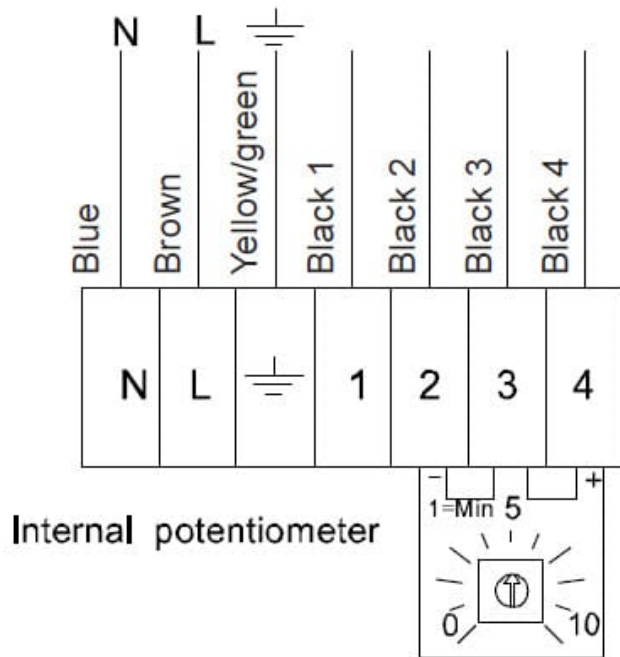 N L
Blue Brown Yellow/green Black 1 Black 2 Black 3 Black 4
N L 1 2 3 4
- +
1=Min 5
Internal potentiometer
0 10